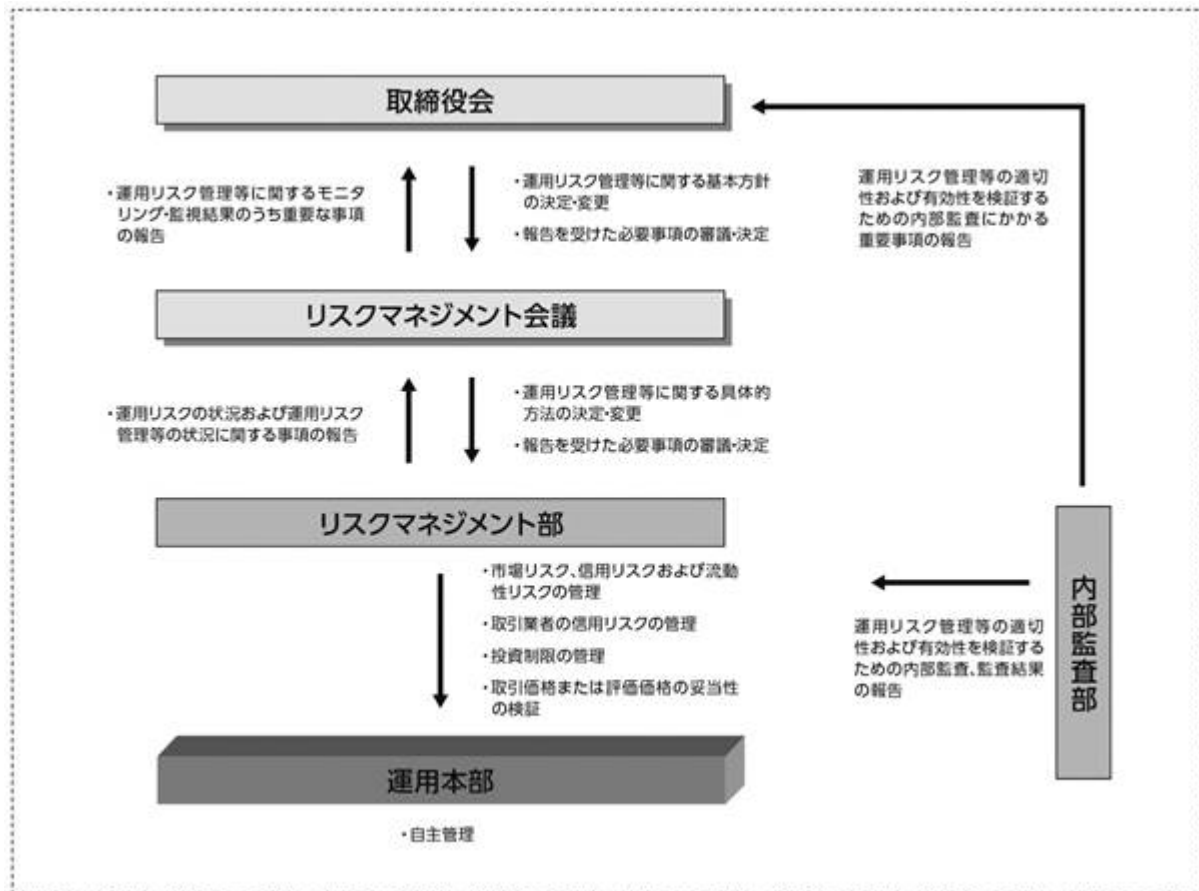 取締役会
・運用リスク管理等に関するモニタ
リング・監視結果のうち重要な事項
の報告
・運用リスク管理等に関する基本方針
の決定・変更
・報告を受けた必要事項の審議・決定
運用リスク管理等の適切
性および有効性を検証する
ための内部監査にかかる
重要事項の報告
リスクマネジメント会議
・運用リスクの状況および運用リスク
管理等の状況に関する事項の報告
・運用リスク管理等に関する具体的
方法の決定・変更
・報告を受けた必要事項の審議・決定
リスクマネジメント部
・市場リスク、信用リスクおよび流動
性リスクの管理
・取引業者の信用リスクの管理
・投資制限の管理
・取引価格または評価価格の妥当性
の検証
運用リスク管理等の適切
性および有効性を検証する
ための内部監査、監査結果
の報告
内部監査部
運用本部
・自主管理